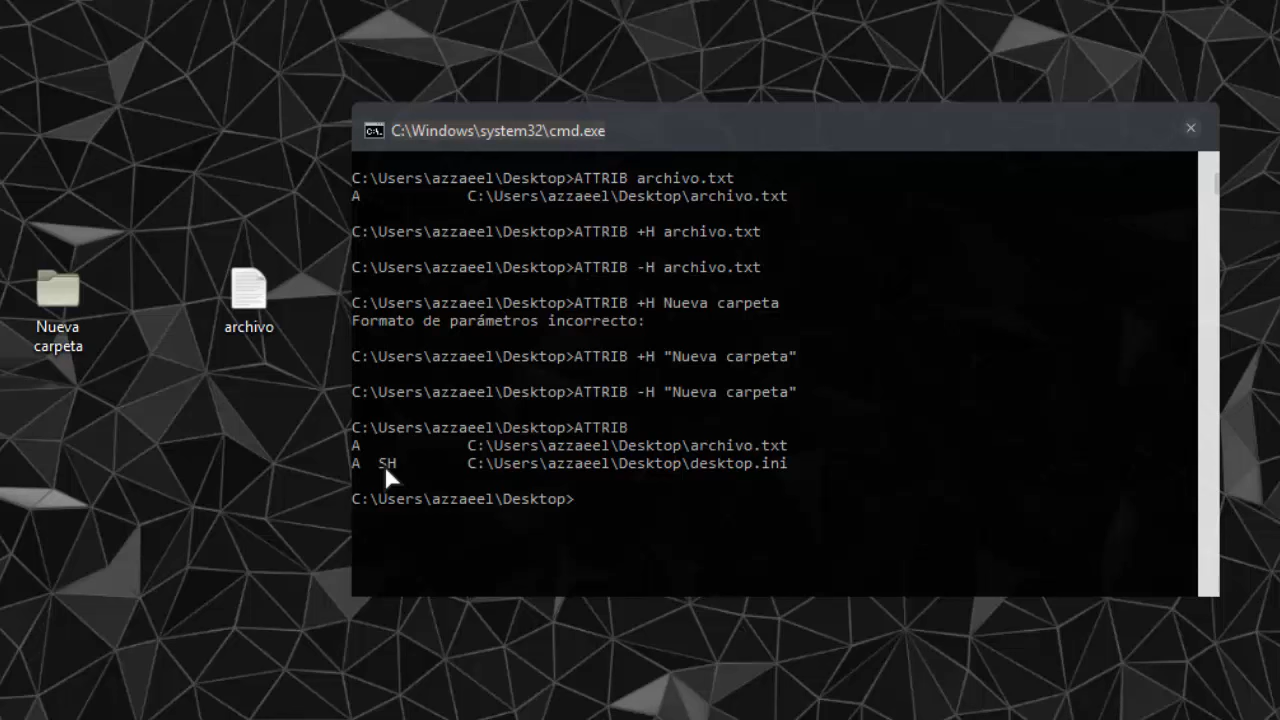 C:\Windows\system32\cmd.exe
C:\Users\azzaeel\Desktop>ATTRIB archivo.txt
A            C:\Users\azzaeel\Desktop\archivo.txt
C:\Users\azzaeel\Desktop>ATTRIB +H archivo.txt
C:\Users\azzaeel\Desktop>ATTRIB -H archivo.txt
C:\Users\azzaeel\Desktop>ATTRIB +H Nueva carpeta
Formato de parámetros incorrecto:
C:\Users\azzaeel\Desktop>ATTRIB +H "Nueva carpeta"
C:\Users\azzaeel\Desktop>ATTRIB -H "Nueva carpeta"
C:\Users\azzaeel\Desktop>ATTRIB
A            C:\Users\azzaeel\Desktop\archivo.txt
A  SH        C:\Users\azzaeel\Desktop\desktop.ini
C:\Users\azzaeel\Desktop>
Nueva
carpeta
archivo